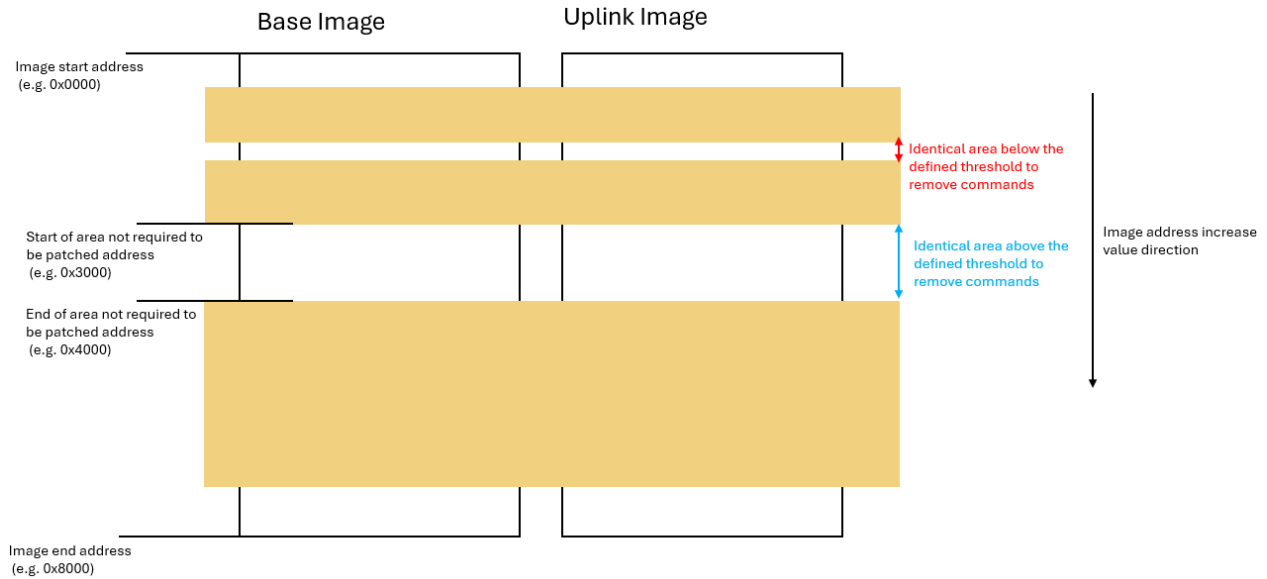 Base Image
Uplink Image
Image start address
(e.g. 0x0000)
Identical area below the
defined threshold to
remove commands
Start of area not required to
be patched address
(e.g. 0x3000)
Identical area above the
defined threshold to
remove commands
Image address increase
value direction
End of area not required to
be patched address
(e.g. 0x4000)
Image end address
(e.g. 0x8000)